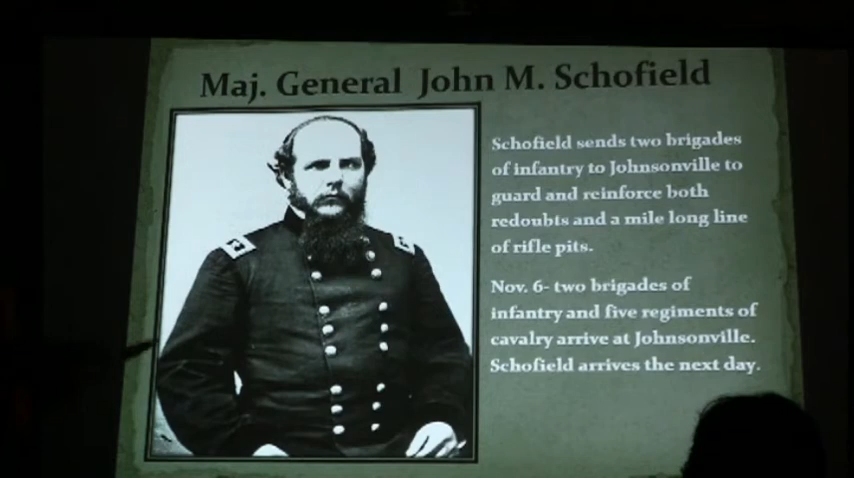 Maj. General John M. Schofield
Schofield sends two brigades
of infantry to Johnsonville to
guard and reinforce both
redoubts and a mile long line
of rifle pits.
Nov. 6- two brigades of
infantry and five regiments of
cavalry arrive at Johnsonville.
Schofield arrives the next day.